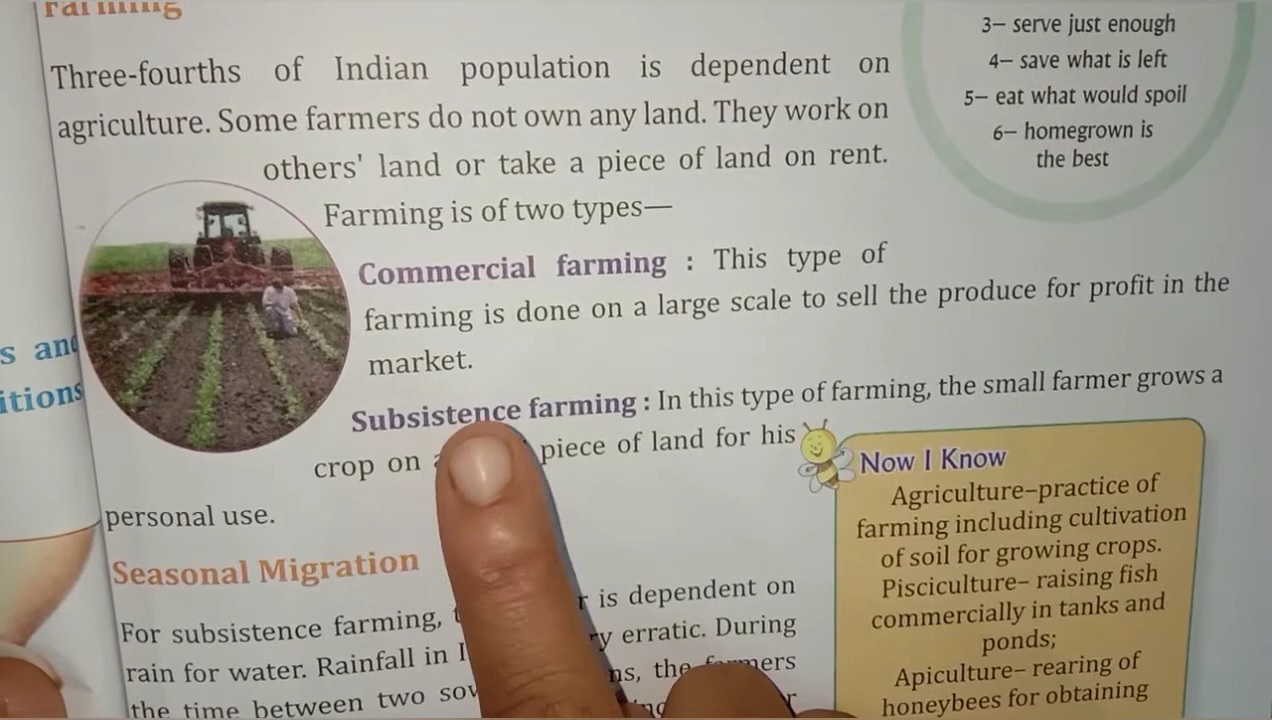 Farming
Three-fourths of Indian population is dependent on
agriculture. Some farmers do not own any land. They work on
others' land or take a piece of land on rent.
Farming is of two types—
Commercial farming : This type of
farming is done on a large scale to sell the produce for profit in the
market.
Subsistence farming : In this type of farming, the small farmer grows a
crop on piece of land for his
personal use.
Seasonal Migration
For subsistence farming, is dependent on
rain for water. Rainfall in erratic. During
the time between two the farmers
3– serve just enough
4– save what is left
5– eat what would spoil
6– homegrown is
the best
Now I Know
Agriculture–practice of
farming including cultivation
of soil for growing crops.
Pisciculture– raising fish
commercially in tanks and
ponds;
Apiculture– rearing of
honeybees for obtaining
s and
itions